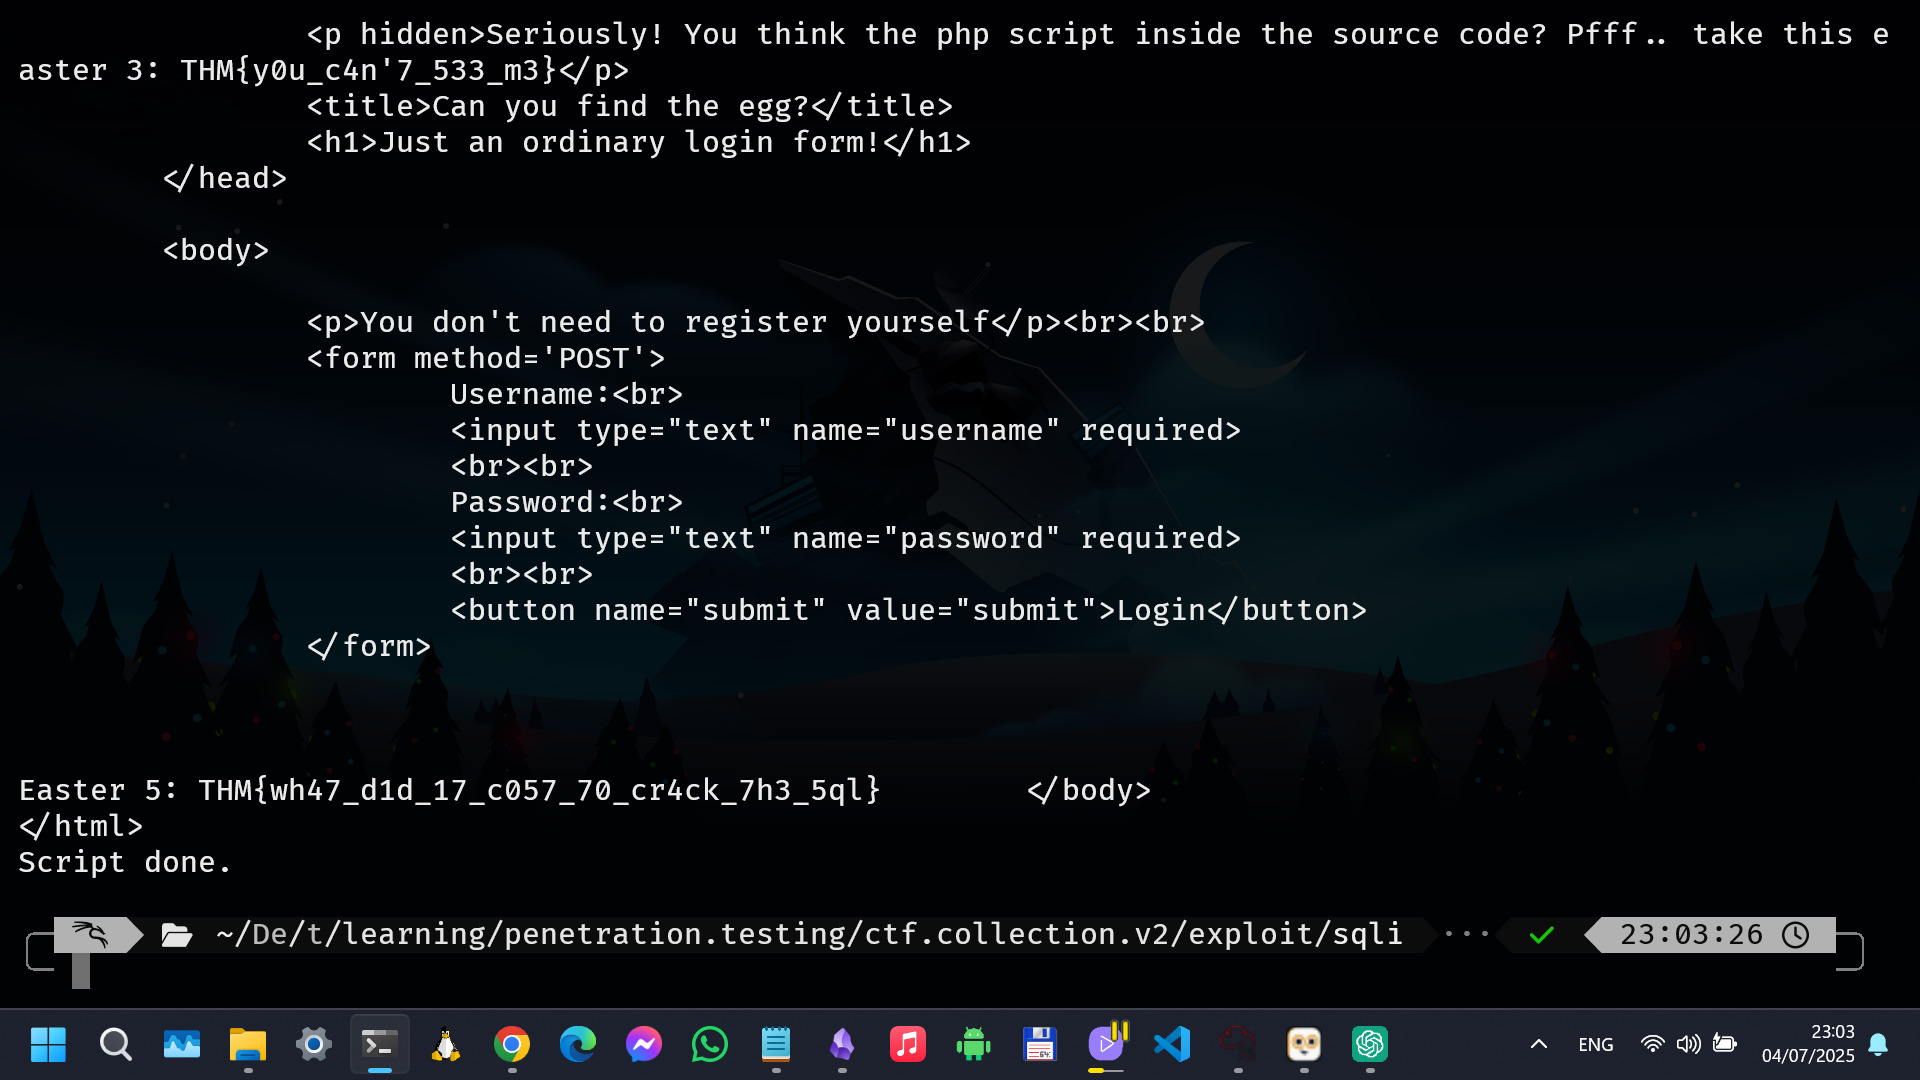 <p hidden>Seriously! You think the php script inside the source code? Pfff.. take this e
aster 3: THM{y0u_c4n'7_533_m3}</p>
<title>Can you find the egg?</title>
<h1>Just an ordinary login form!</h1>
</head>
<body>
<p>You don't need to register yourself</p><br><br>
<form method='POST'>
Username:<br>
<input type="text" name="username" required>
<br><br>
Password:<br>
<input type="text" name="password" required>
<br><br>
<button name="submit" value="submit">Login</button>
</form>
Easter 5: THM{wh47_d1d_17_c057_70_cr4ck_7h3_5ql} </body>
</html>
Script done.
~/De/t/learning/penetration.testing/ctf.collection.v2/exploit/sqli ··· 23:03:26
64
ENG
23:03
04/07/2025